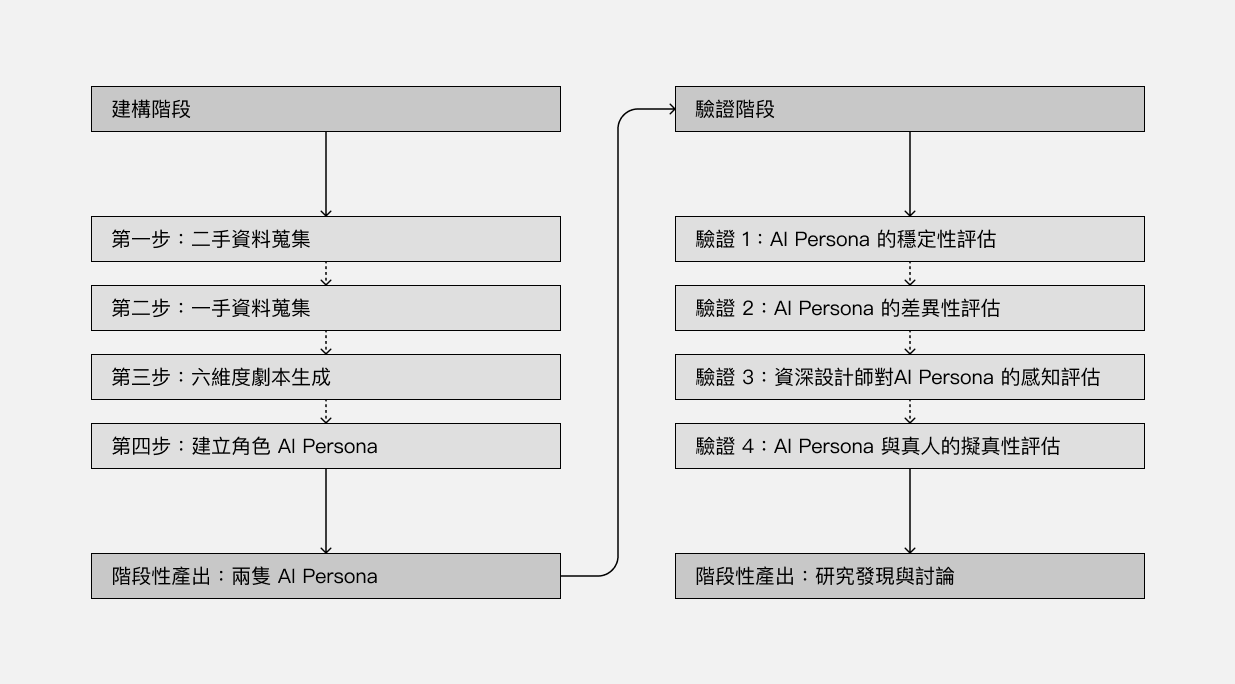 建構階段
第一步：二手資料蒐集
第二步：一手資料蒐集
第三步：六維度劇本生成
第四步：建立角色 AI Persona
階段性產出：兩隻 AI Persona
驗證階段
驗證 1：AI Persona 的穩定性評估
驗證 2：AI Persona 的差異性評估
驗證 3：資深設計師對AI Persona 的感知評估
驗證 4：AI Persona 與真人的擬真性評估
階段性產出：研究發現與討論